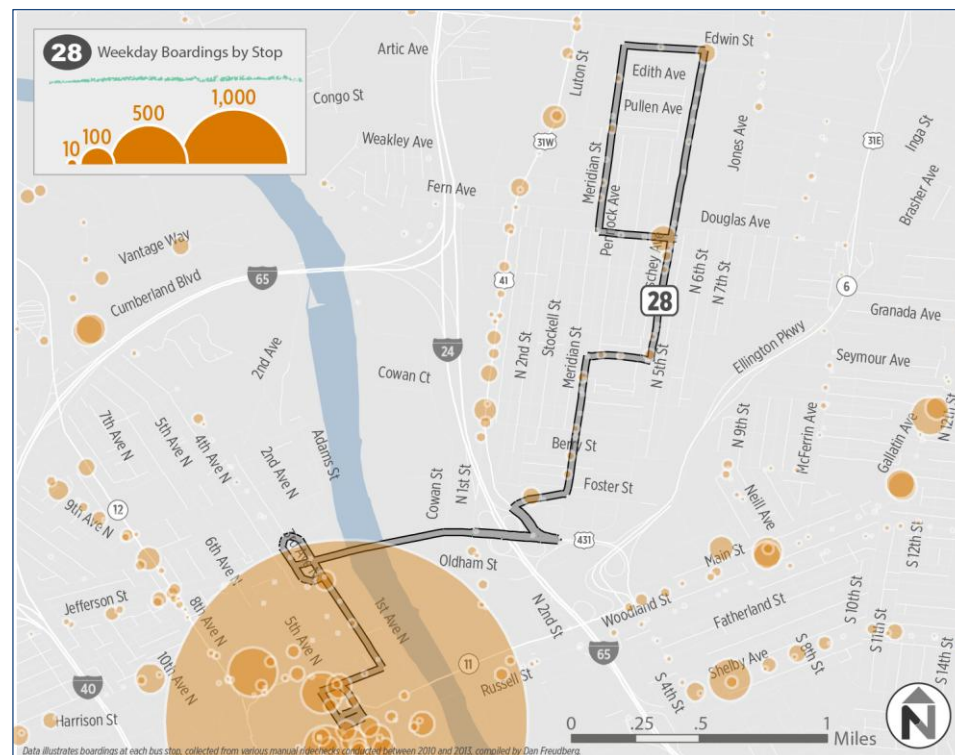 28 Weekday Boardings by Stop
10
100
500
1,000
Artic Ave
Congo St
Weakley Ave
Fern Ave
Luton St
31W
Edwin St
Edith Ave
Pullen Ave
Jones Ave
31E
Inga St
Brasher Ave
Meridian St
Douglas Ave
Vantage Way
Cumberland Blvd
65
41
N 6th St
N 7th St
28
6
Granada Ave
2nd Ave
24
Cowan Ct
N 2nd St
Stockell St
Meridian St
N 5th St
Ellington Pkwy
Seymour Ave
7th Ave N
5th Ave N
4th Ave N
2nd Ave N
Adams St
Cowan St
N 1st St
Foster St
N 9th St
McFerrin Ave
Gallatin Ave
N 12th St
9th Ave N
12
6th Ave N
431
Neill Ave
Main St
S 12th St
Oldham St
Jefferson St
8th Ave N
5th Ave N
1st Ave N
N 2nd St
Woodland St
Fatherland St
S 10th St
S 11th St
10th Ave N
11
Russell St
65
S 4th St
Shelby Ave
S 9th St
S 14th St
40
Harrison St
0 .25 .5 1
Miles
N
Data illustrates boardings at each bus stop, collected from various manual ridechecks conducted between 2010 and 2013, compiled by Dan Freudberg.